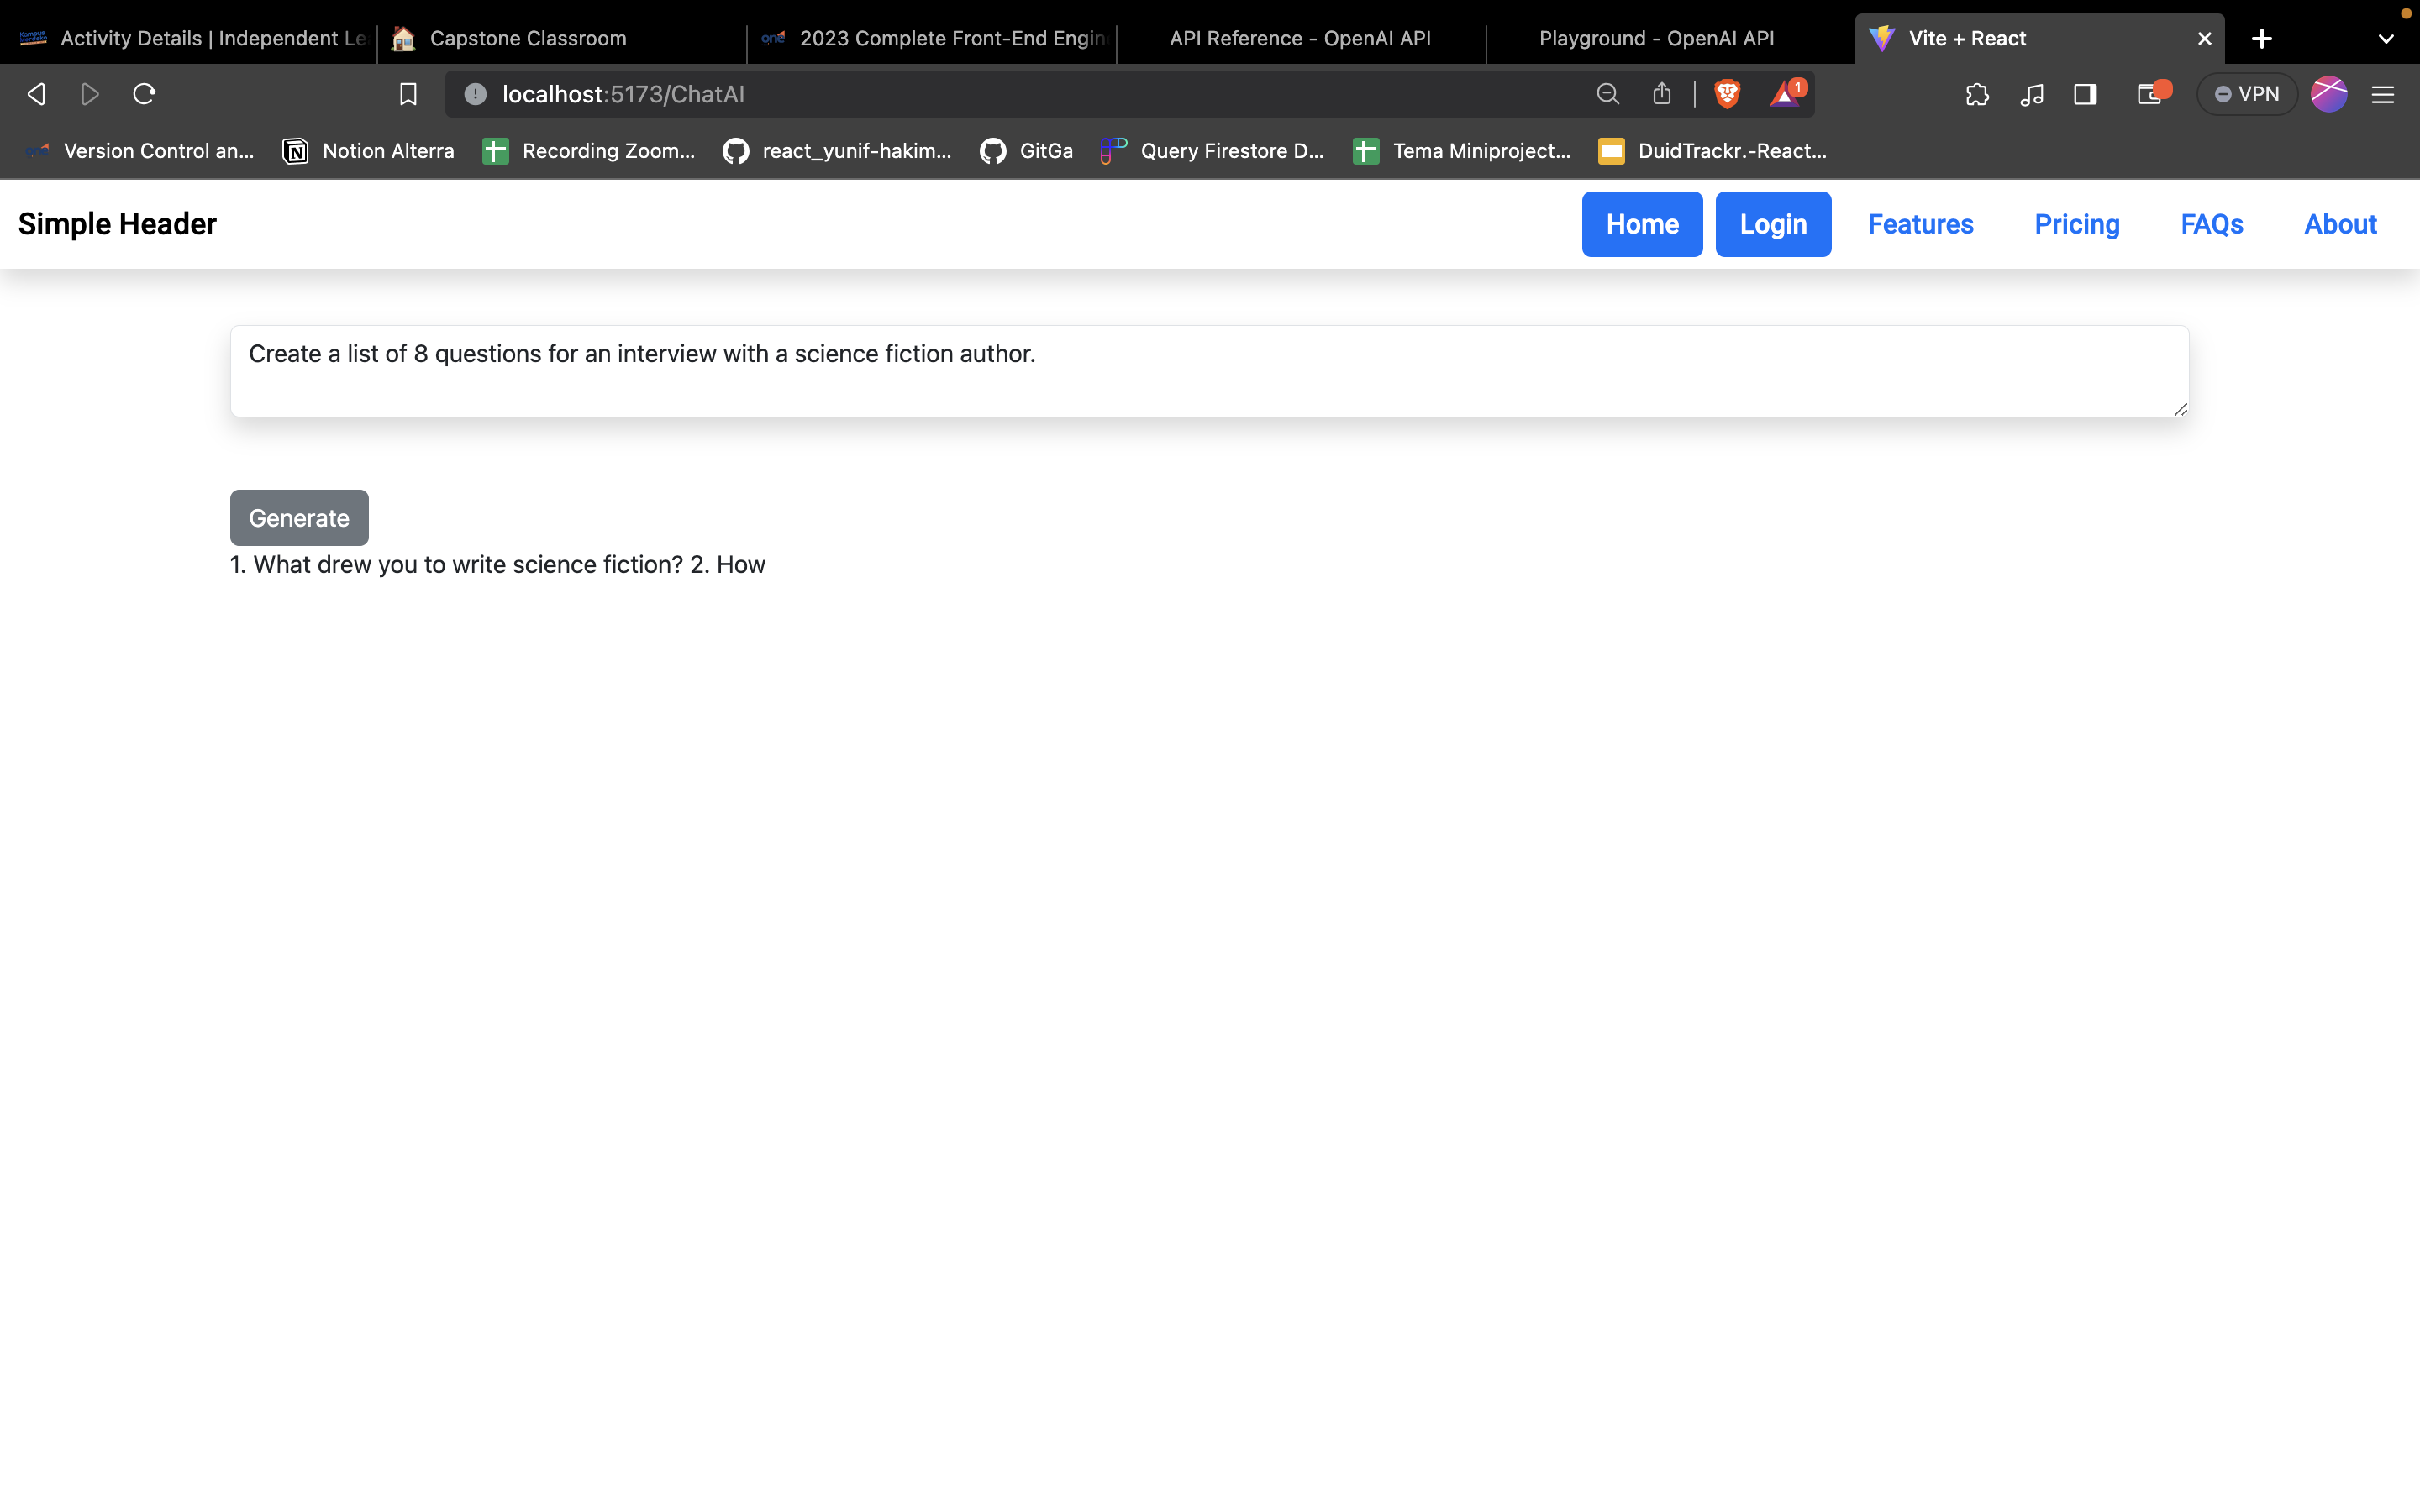 Activity Details | Independent Le
Capstone Classroom
one
2023 Complete Front-End Engin
API Reference - OpenAI API
Playground - OpenAI API
Vite + React
localhost:5173/ChatAI
1
VPN
one
Version Control an...
Notion Alterra
Recording Zoom...
react_yunif-hakim...
GitGa
Query Firestore D...
Tema Miniproject...
DuidTrackr.-React...
Simple Header
Home
Login
Features
Pricing
FAQs
About
Create a list of 8 questions for an interview with a science fiction author.
Generate
1. What drew you to write science fiction? 2. How